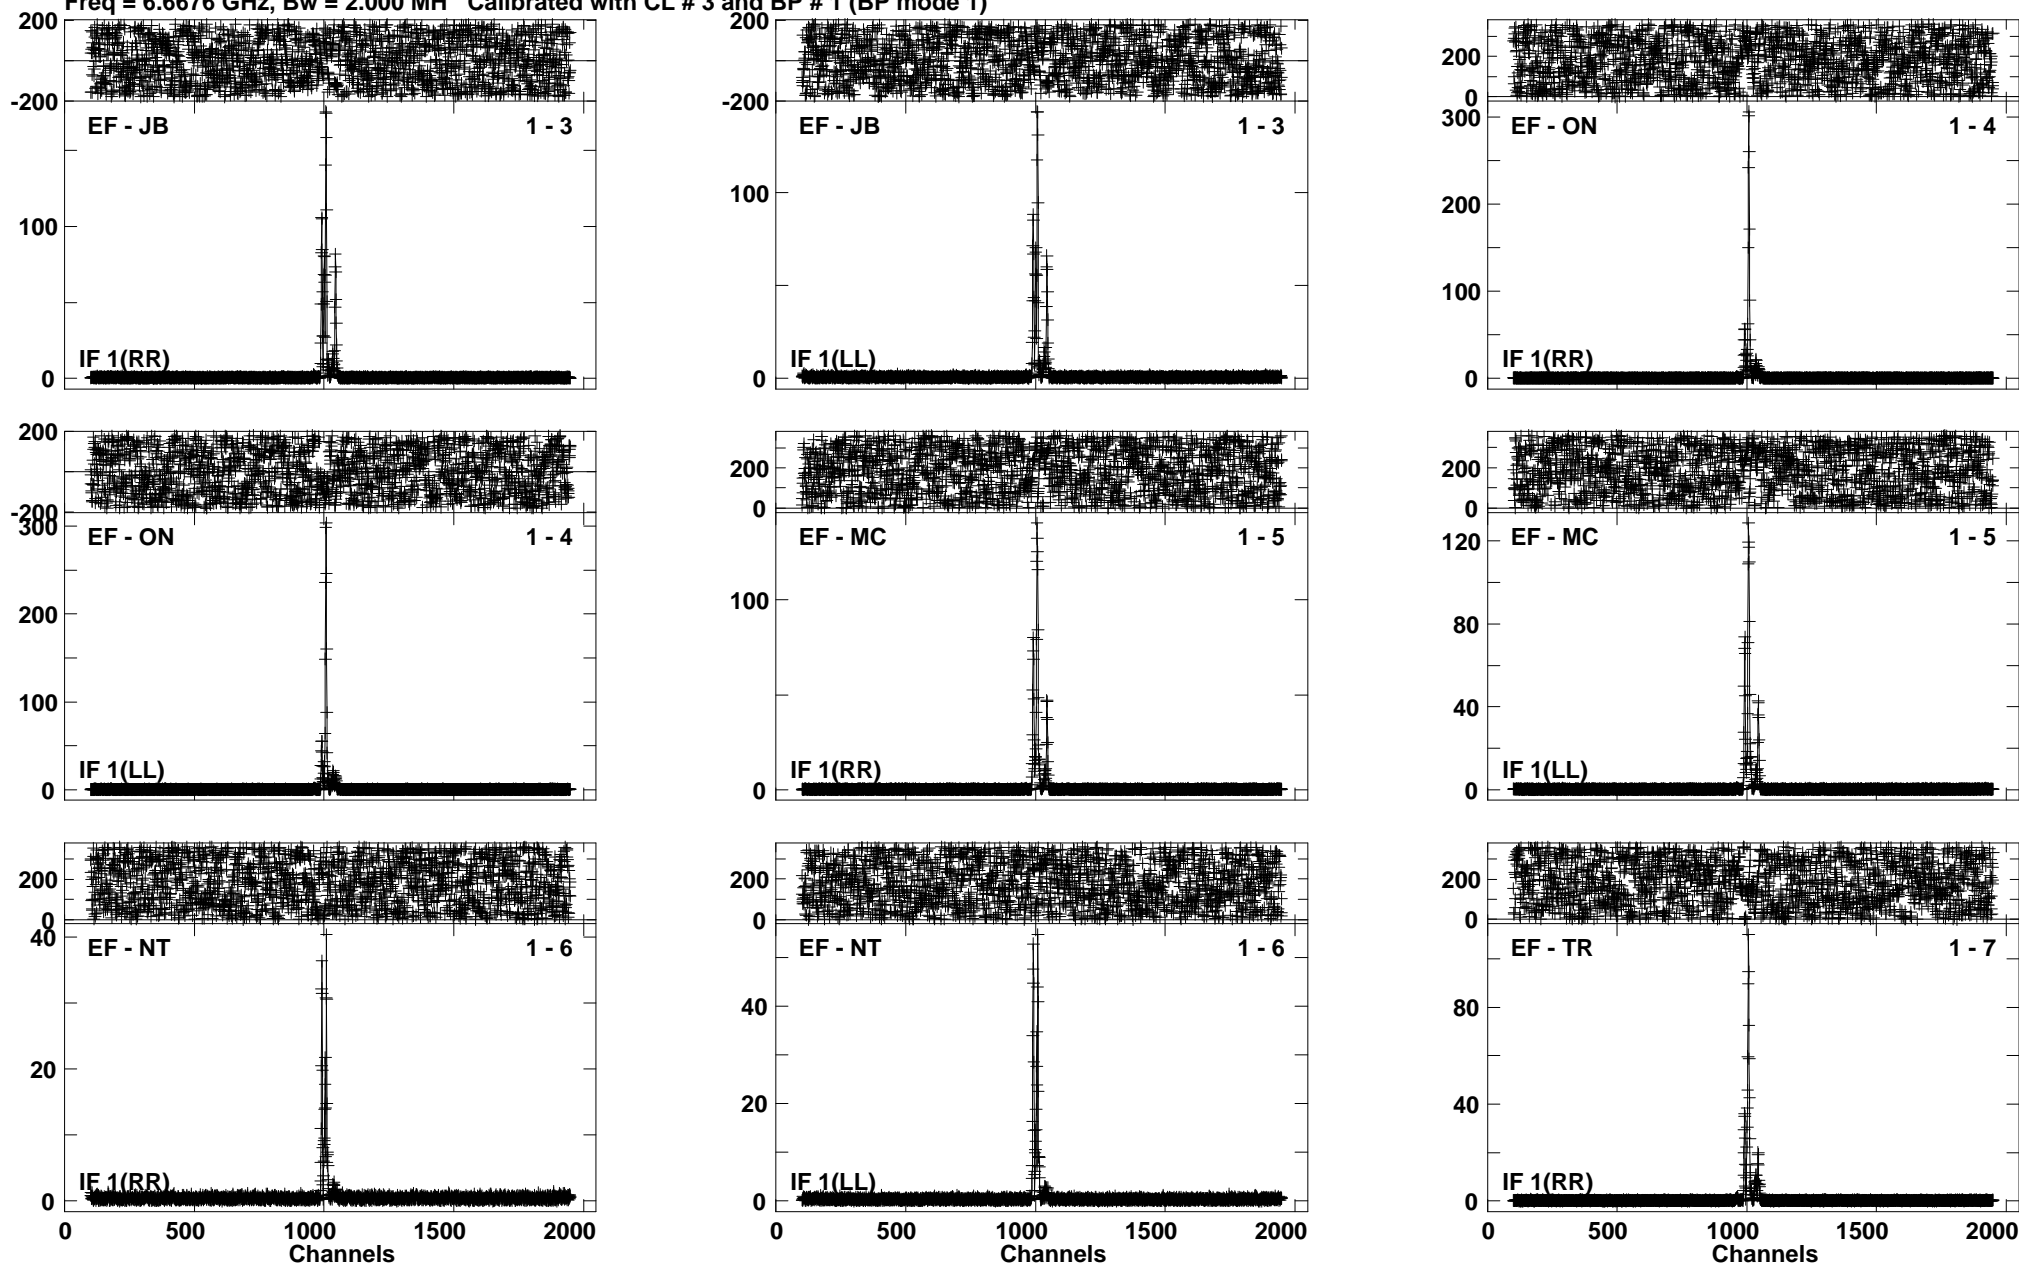 Freq = 6.6676 GHz, Bw = 2.000 MH Calibrated with CL # 3 and BP # 1 (BP mode 1)
200 200 200
-200 -200 0
EF - JB 1 - 3 EF - JB 1 - 3 EF - ON 1 - 4
300
200
100 100 100
IF 1(RR) IF 1(LL) IF 1(RR)
0 0 0
200 200 200
-200 0 0
EF - ON 1 - 4 EF - MC 1 - 5 EF - MC 1 - 5
300 120
200 100 80
100 40
IF 1(LL) IF 1(RR) IF 1(LL)
0 0 0
200 200 200
0 0 0
EF - NT 1 - 6 EF - NT 1 - 6 EF - TR 1 - 7
40 40 80
20 20 40
IF 1(RR) IF 1(LL) IF 1(RR)
0 0 0
0 500 1000 1500 2000 0 500 1000 1500 2000 0 500 1000 1500 2000
Channels Channels Channels